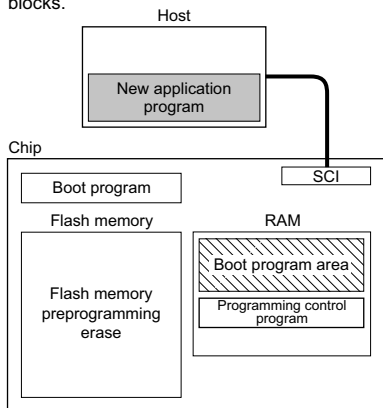 blocks.
Host
New application
program
Chip
SCI
Boot program
Flash memory
RAM
Boot program area
Flash memory
preprogramming
erase
Programming control
program